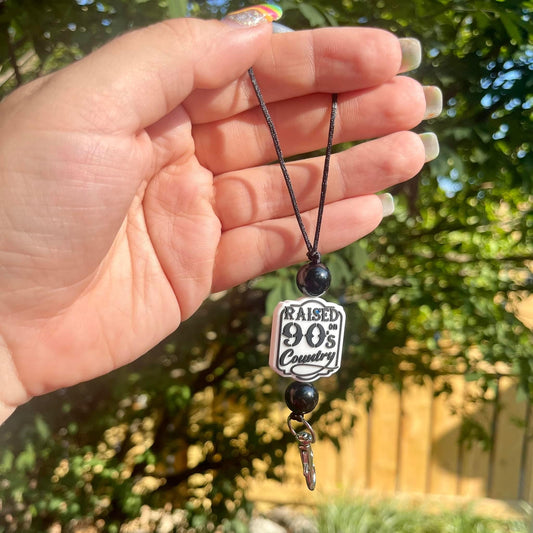 RAISED
ON
90's
Country